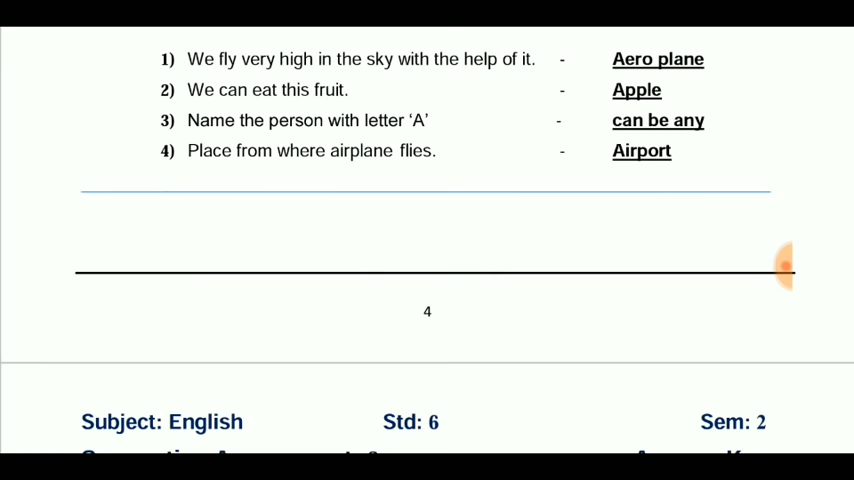 1) We fly very high in the sky with the help of it. - Aero plane
2) We can eat this fruit. - Apple
3) Name the person with letter ‘A’ - can be any
4) Place from where airplane flies. - Airport
4
Subject: English Std: 6 Sem: 2